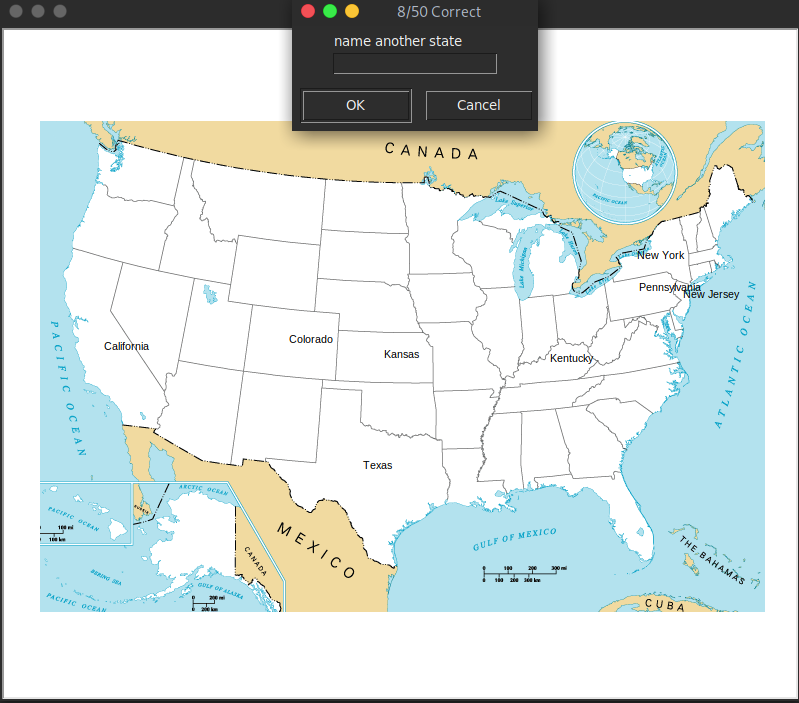 8/50 Correct
name another state
OK
Cancel
CANADA
PACIFIC OCEAN
Lake Superior
Lake Michigan
New York
Pennsylvania
New Jersey
California
Colorado
Kansas
Kentucky
Texas
PACIFIC OCEAN
ATLANTIC OCEAN
GULF OF MEXICO
MEXICO
THE BAHAMAS
CUBA
0 100 200 300 mi
0 100 200 300 km
PACIFIC OCEAN
100 mi
100 km
ARCTIC OCEAN
RUSSIA
CANADA
BERING SEA
GULF OF ALASKA
PACIFIC OCEAN
0 200 mi
0 200 km